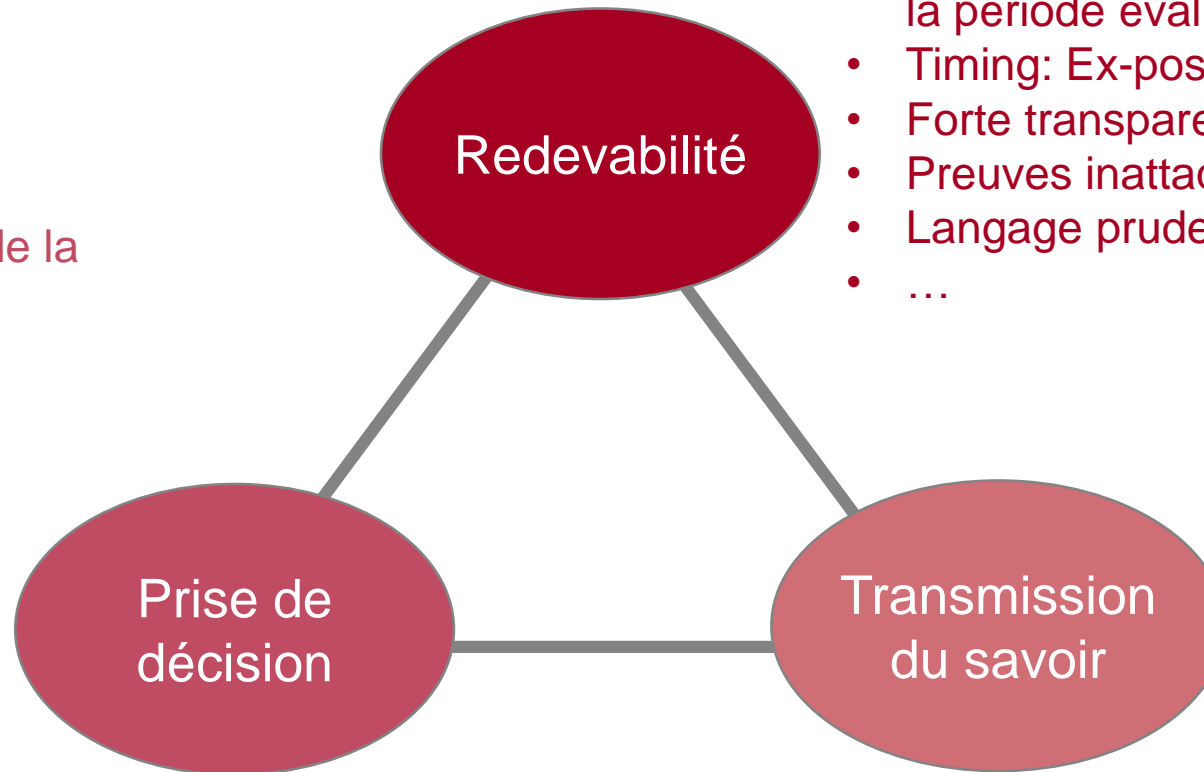 la période éval
• Timing: Ex-pos
• Forte transpare
• Preuves inattac
• Langage prude
• …
Redevabilité
de la
Prise de
décision
Transmission
du savoir